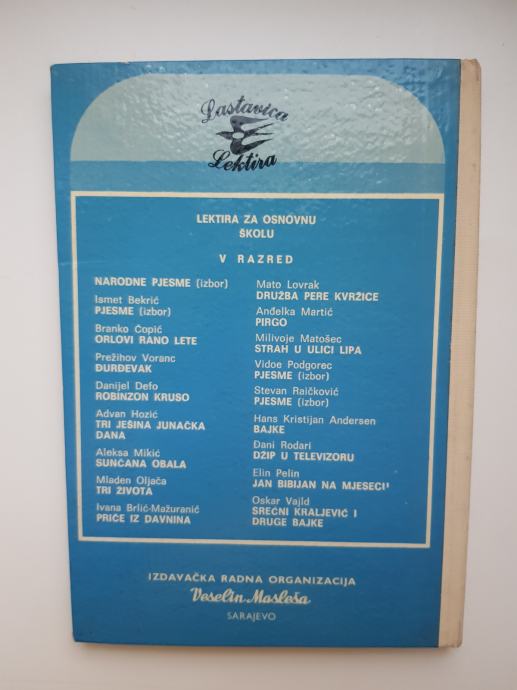 Lastavica
Lektira
LEKTIRA ZA OSNOVNU
ŠKOLU
V RAZRED
NARODNE PJESME (izbor)
Ismet Bekrić
PJESME (izbor)
Branko Ćopić
ORLOVI RANO LETE
Prežihov Voranc
ĐURĐEVAK
Danijel Defo
ROBINZON KRUSO
Advan Hozić
TRI JEŠINA JUNAČKA
DANA
Aleksa Mikić
SUNČANA OBALA
Mladen Oljača
TRI ŽIVOTA
Ivana Brlić-Mažuranić
PRIČE IZ DAVNINA
Mato Lovrak
DRUŽBA PERE KVRŽICE
Anđelka Martić
PIRGO
Milivoje Matošec
STRAH U ULICI LIPA
Vidoe Podgorec
PJESME (izbor)
Stevan Raičković
PJESME (izbor)
Hans Kristijan Andersen
BAJKE
Đani Rodari
DŽIP U TELEVIZORU
Elin Pelin
JAN BIBIJAN NA MJESECU
Oskar Vajld
SREĆNI KRALJEVIĆ I
DRUGE BAJKE
IZDAVAČKA RADNA ORGANIZACIJA
Veselin Masleša
SARAJEVO